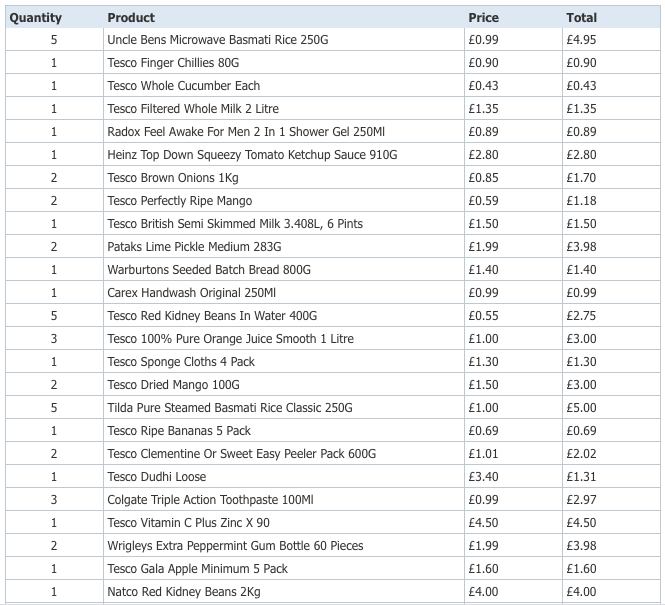 Quantity Product Price Total
5 Uncle Bens Microwave Basmati Rice 250G £0.99 £4.95
1 Tesco Finger Chillies 80G £0.90 £0.90
1 Tesco Whole Cucumber Each £0.43 £0.43
1 Tesco Filtered Whole Milk 2 Litre £1.35 £1.35
1 Radox Feel Awake For Men 2 In 1 Shower Gel 250Ml £0.89 £0.89
1 Heinz Top Down Squeezy Tomato Ketchup Sauce 910G £2.80 £2.80
2 Tesco Brown Onions 1Kg £0.85 £1.70
2 Tesco Perfectly Ripe Mango £0.59 £1.18
1 Tesco British Semi Skimmed Milk 3.408L, 6 Pints £1.50 £1.50
2 Pataks Lime Pickle Medium 283G £1.99 £3.98
1 Warburtons Seeded Batch Bread 800G £1.40 £1.40
1 Carex Handwash Original 250Ml £0.99 £0.99
5 Tesco Red Kidney Beans In Water 400G £0.55 £2.75
3 Tesco 100% Pure Orange Juice Smooth 1 Litre £1.00 £3.00
1 Tesco Sponge Cloths 4 Pack £1.30 £1.30
2 Tesco Dried Mango 100G £1.50 £3.00
5 Tilda Pure Steamed Basmati Rice Classic 250G £1.00 £5.00
1 Tesco Ripe Bananas 5 Pack £0.69 £0.69
2 Tesco Clementine Or Sweet Easy Peeler Pack 600G £1.01 £2.02
1 Tesco Dudhi Loose £3.40 £1.31
3 Colgate Triple Action Toothpaste 100Ml £0.99 £2.97
1 Tesco Vitamin C Plus Zinc X 90 £4.50 £4.50
2 Wrigleys Extra Peppermint Gum Bottle 60 Pieces £1.99 £3.98
1 Tesco Gala Apple Minimum 5 Pack £1.60 £1.60
1 Natco Red Kidney Beans 2Kg £4.00 £4.00